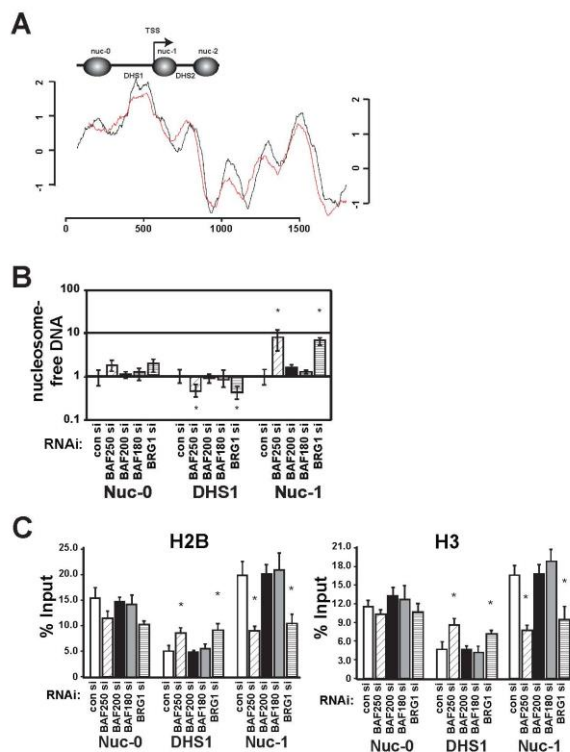 A
TSS
nuc-0 nuc-1 nuc-2
DHS1 DHS2
2 2
1 1
0 0
-1 -1
0 500 1000 1500
B
nucleosome-
free DNA
100
10
1
0.1
* *
* *
RNAi: con si BAF250 si BAF200 si BAF180 si BRG1 si con si BAF250 si BAF200 si BAF180 si BRG1 si con si BAF250 si BAF200 si BAF180 si BRG1 si
Nuc-0 DHS1 Nuc-1
C
H2B
% Input
25.0
20.0
15.0
10.0
5.0
0.0
* * * *
RNAi: con si BAF250 si BAF200 si BAF180 si BRG1 si con si BAF250 si BAF200 si BAF180 si BRG1 si con si BAF250 si BAF200 si BAF180 si BRG1 si
Nuc-0 DHS1 Nuc-1
H3
% Input
21.0
18.0
15.0
12.0
9.0
6.0
3.0
0.0
* * * *
RNAi: con si BAF250 si BAF200 si BAF180 si BRG1 si con si BAF250 si BAF200 si BAF180 si BRG1 si con si BAF250 si BAF200 si BAF180 si BRG1 si
Nuc-0 DHS1 Nuc-1